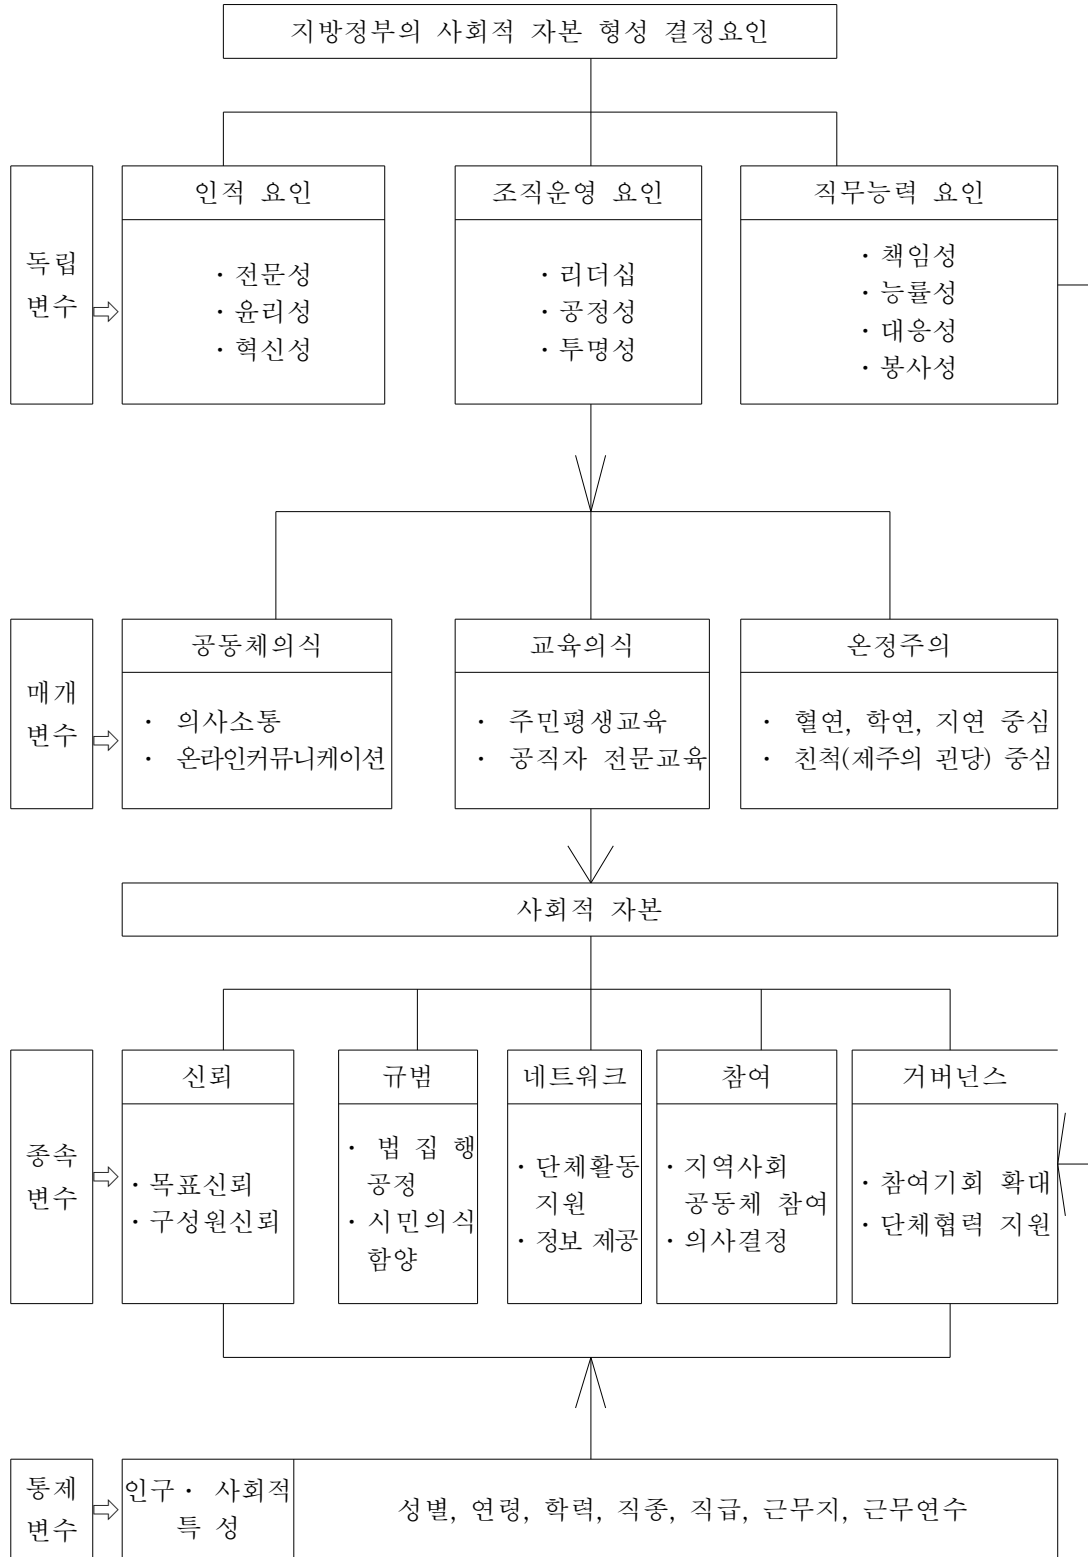 지방정부의 사회적 자본 형성 결정요인
독립
변수
인적 요인
· 전문성
· 윤리성
· 혁신성
조직운영 요인
· 리더십
· 공정성
· 투명성
직무능력 요인
· 책임성
· 능률성
· 대응성
· 봉사성
매개
변수
공동체의식
· 의사소통
· 온라인커뮤니케이션
교육의식
· 주민평생교육
· 공직자 전문교육
온정주의
· 혈연, 학연, 지연 중심
· 친척(제주의 괸당) 중심
사회적 자본
종속
변수
신뢰
· 목표신뢰
· 구성원신뢰
규범
· 법 집 행
공정
· 시민의식
함양
네트워크
· 단체활동
지원
· 정보 제공
참여
· 지역사회
공동체 참여
· 의사결정
거버넌스
· 참여기회 확대
· 단체협력 지원
통제
변수
인구· 사회적
특 성
성별, 연령, 학력, 직종, 직급, 근무지, 근무연수